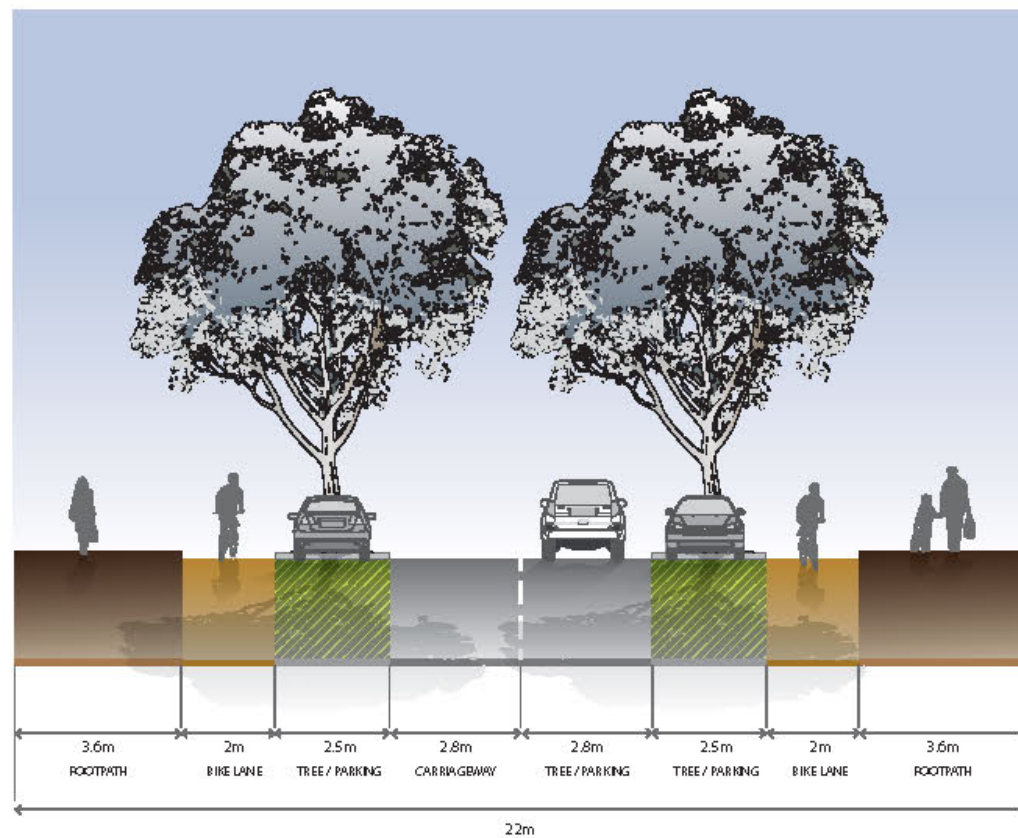 3.6m 2m 2.5m 2.8m 2.8m 2.5m 2m 3.6m
FOOTPATH BIKE LANE TREE / PARKING CARRIAGEWAY TREE / PARKING TREE / PARKING BIKE LANE FOOTPATH
22m